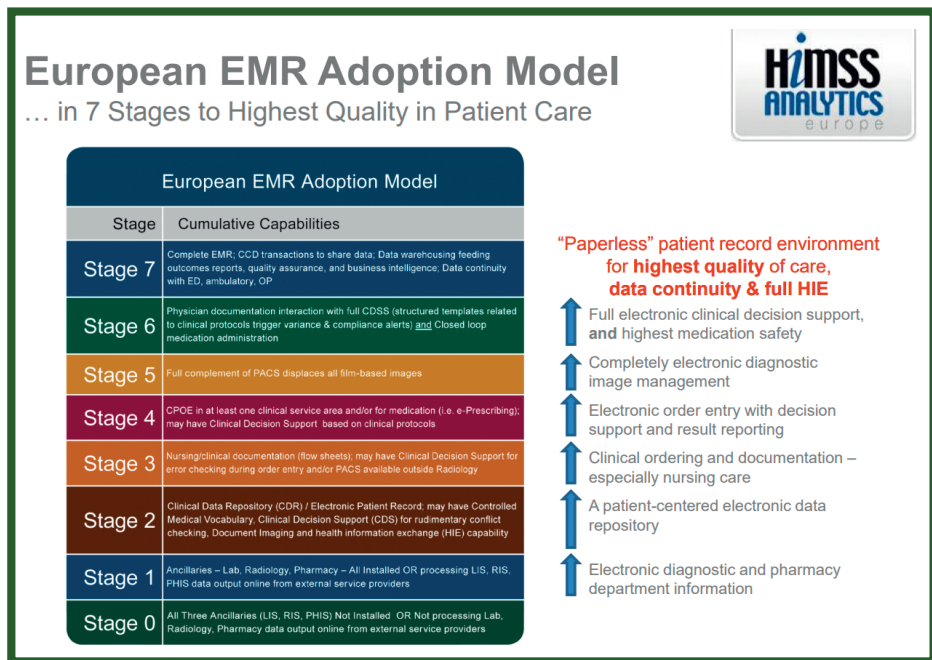 European EMR Adoption Model
… in 7 Stages to Highest Quality in Patient Care
HiMSS
ANALYTICS
europe
European EMR Adoption Model
Stage
Cumulative Capabilities
Stage 7
Complete EMR; CCD transactions to share data; Data warehousing feeding
outcomes reports, quality assurance, and business intelligence; Data continuity
with ED, ambulatory, OP
Stage 6
Physician documentation interaction with full CDSS (structured templates related
to clinical protocols trigger variance & compliance alerts) and Closed loop
medication administration
Stage 5
Full complement of PACS displaces all film-based images
Stage 4
CPOE in at least one clinical service area and/or for medication (i.e. e-Prescribing);
may have Clinical Decision Support based on clinical protocols
Stage 3
Nursing/clinical documentation (flow sheets); may have Clinical Decision Support for
error checking during order entry and/or PACS available outside Radiology
Stage 2
Clinical Data Repository (CDR) / Electronic Patient Record; may have Controlled
Medical Vocabulary, Clinical Decision Support (CDS) for rudimentary conflict
checking, Document Imaging and health information exchange (HIE) capability
Stage 1
Ancillaries – Lab, Radiology, Pharmacy – All Installed OR processing LIS, RIS,
PHIS data output online from external service providers
Stage 0
All Three Ancillaries (LIS, RIS, PHIS) Not Installed OR Not processing Lab,
Radiology, Pharmacy data output online from external service providers
“Paperless” patient record environment
for highest quality of care,
data continuity & full HIE
Full electronic clinical decision support,
and highest medication safety
Completely electronic diagnostic
image management
Electronic order entry with decision
support and result reporting
Clinical ordering and documentation –
especially nursing care
A patient-centered electronic data
repository
Electronic diagnostic and pharmacy
department information